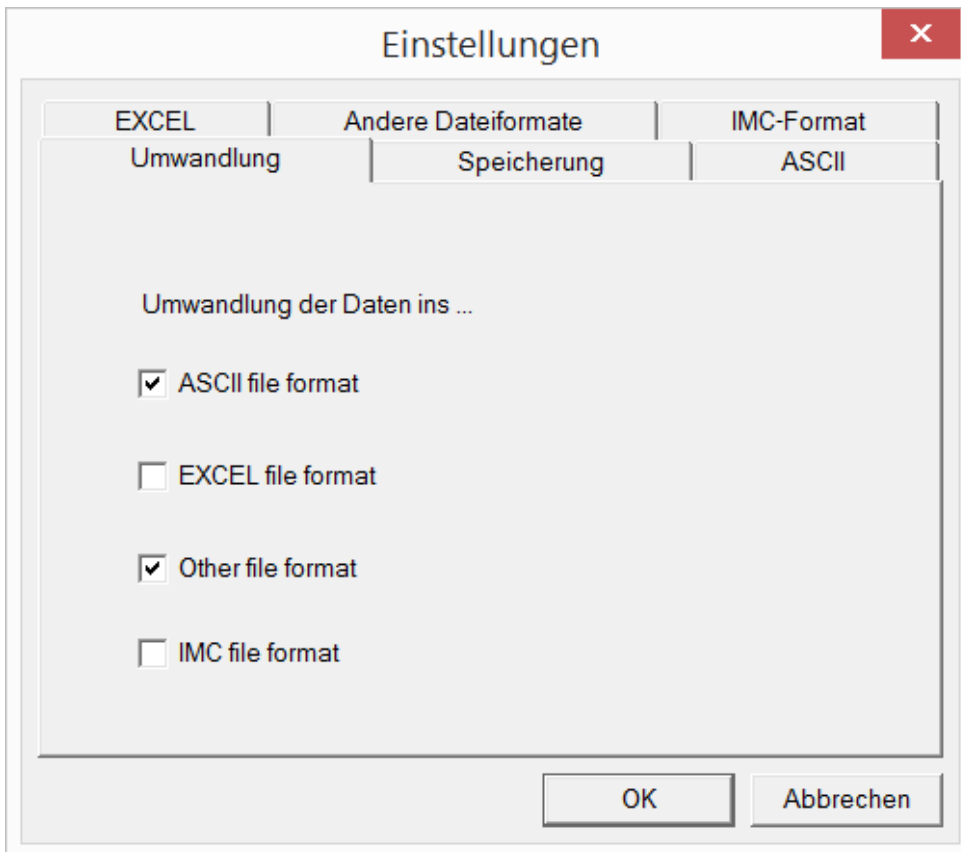 Einstellungen
EXCEL Andere Dateiformate IMC-Format
Umwandlung Speicherung ASCII
Umwandlung der Daten ins ...
ASCII file format
EXCEL file format
Other file format
IMC file format
OK Abbrechen